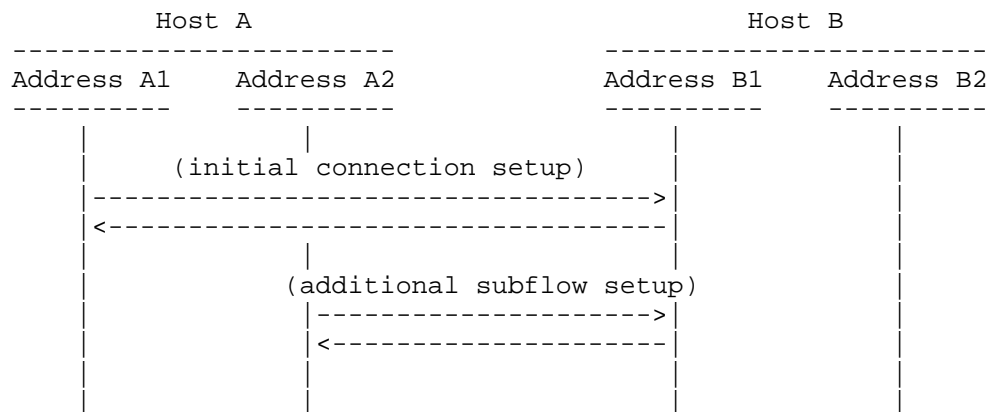 Host A                      Host B
------------------------    ------------------------
Address A1    Address A2    Address B1    Address B2
----------    ----------    ----------    ----------
|             |             |             |
|     (initial connection setup)    |             |
|----------------------------------->|             |
|<-----------------------------------|             |
|             |             |             |
|            (additional subflow setup)           |
|             |--------------------->|             |
|             |<---------------------|             |
|             |             |             |
|             |             |             |